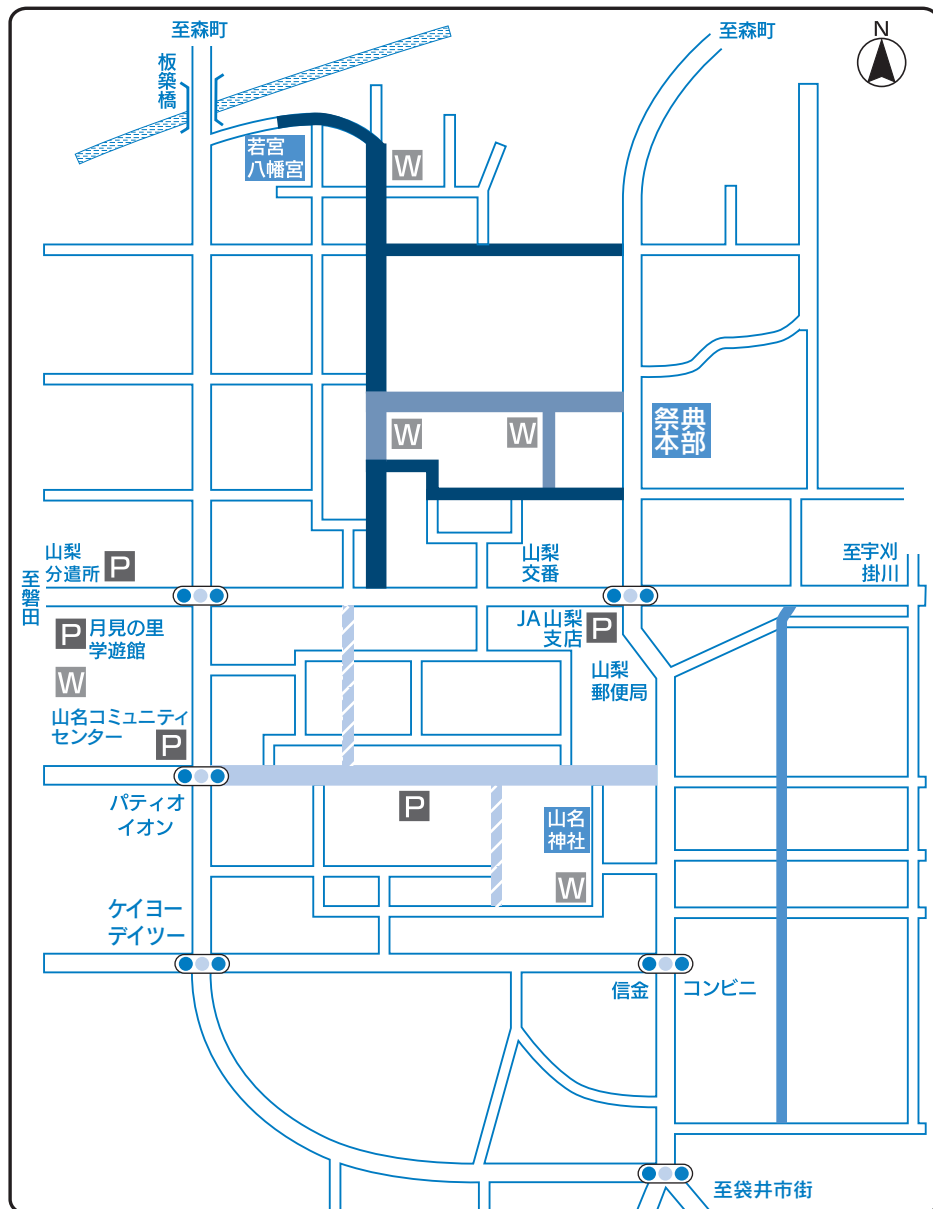 至森町
至森町
N
板築橋
若宮
八幡宮
W
祭典
本部
W
W
山梨
分遣所
P
至磐田
山梨
交番
至宇刈
掛川
JA山梨
支店
P
P
月見の里
学遊館
W
山梨
郵便局
山名コミュニティ
センター
P
パティオ
イオン
P
山名
神社
W
ケイヨー
デイツー
信金
コンビニ
至袋井市街